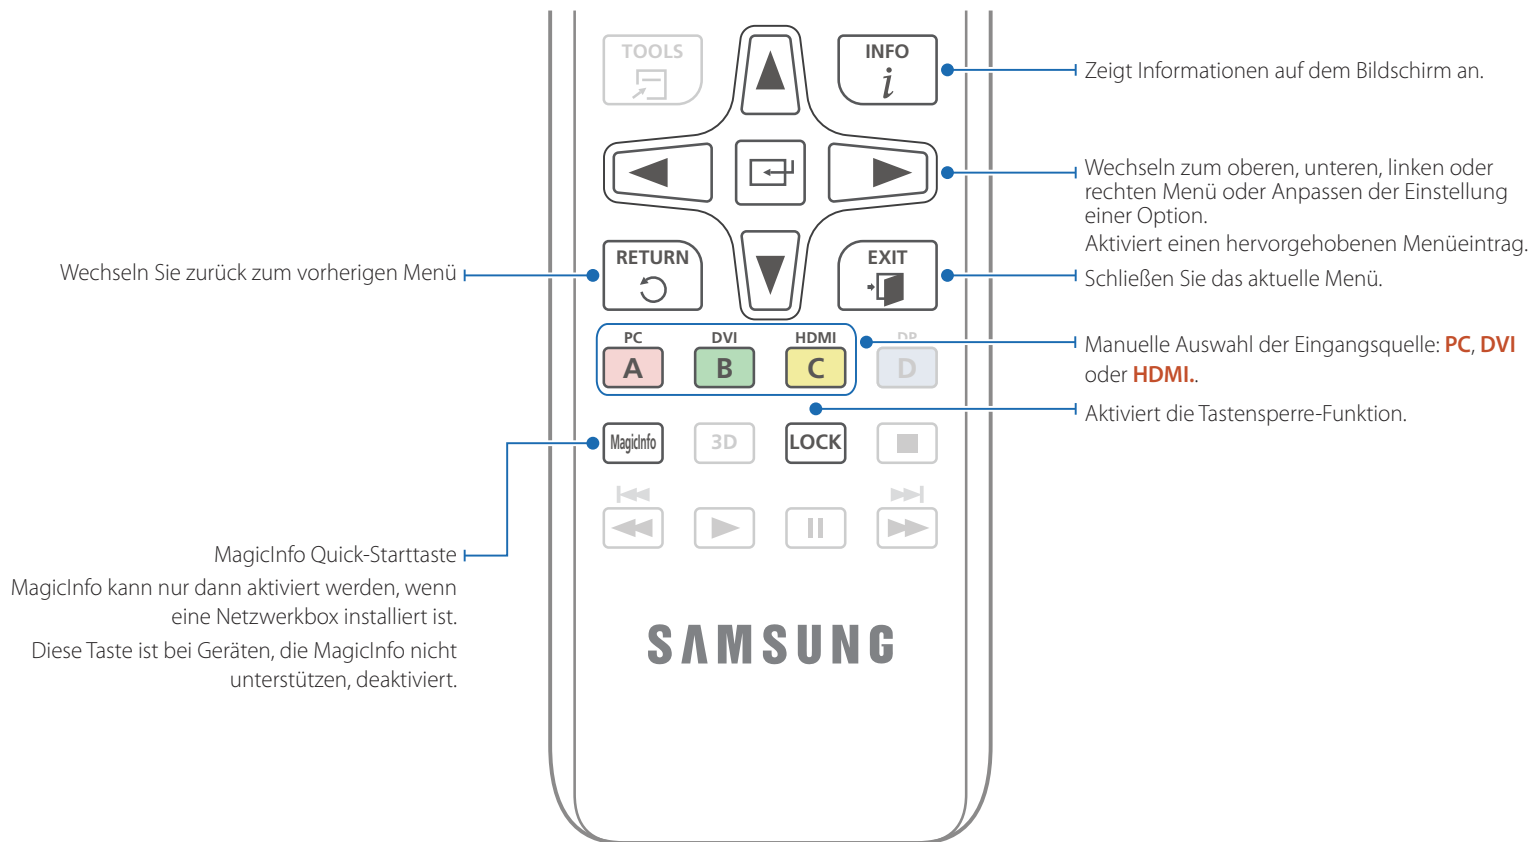 TOOLS
INFO
i
Zeigt Informationen auf dem Bildschirm an.
Wechseln zum oberen, unteren, linken oder
rechten Menü oder Anpassen der Einstellung
einer Option.
Aktiviert einen hervorgehobenen Menüeintrag.
Wechseln Sie zurück zum vorherigen Menü
RETURN
EXIT
Schließen Sie das aktuelle Menü.
PC DVI HDMI DP
A B C D
Manuelle Auswahl der Eingangsquelle: PC, DVI
oder HDMI..
Aktiviert die Tastensperre-Funktion.
MagicInfo 3D LOCK
MagicInfo Quick-Starttaste
MagicInfo kann nur dann aktiviert werden, wenn
eine Netzwerkbox installiert ist.
Diese Taste ist bei Geräten, die MagicInfo nicht
unterstützen, deaktiviert.
SAMSUNG